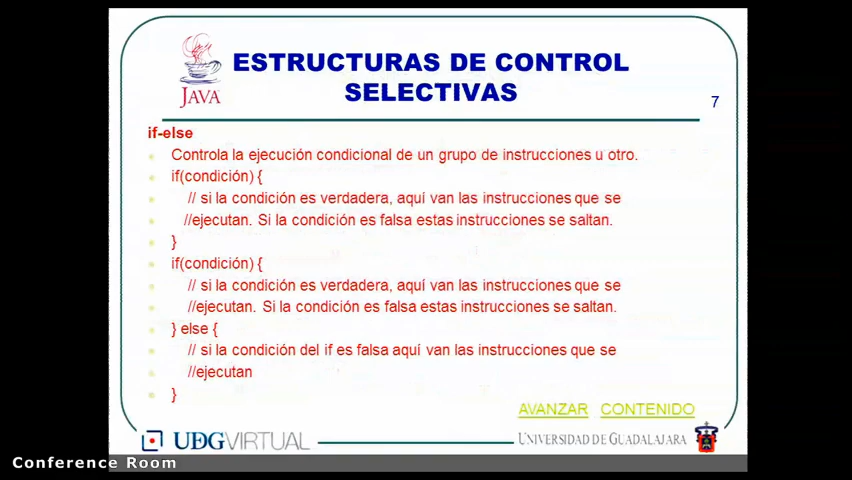 JAVA
ESTRUCTURAS DE CONTROL
SELECTIVAS
7
if-else
Controla la ejecución condicional de un grupo de instrucciones u otro.
if(condición) {
// si la condición es verdadera, aquí van las instrucciones que se
//ejecutan. Si la condición es falsa estas instrucciones se saltan.
}
if(condición) {
// si la condición es verdadera, aquí van las instrucciones que se
//ejecutan. Si la condición es falsa estas instrucciones se saltan.
} else {
// si la condición del if es falsa aquí van las instrucciones que se
//ejecutan
}
AVANZAR CONTENIDO
UDGVIRTUAL UNIVERSIDAD DE GUADALAJARA
Conference Room